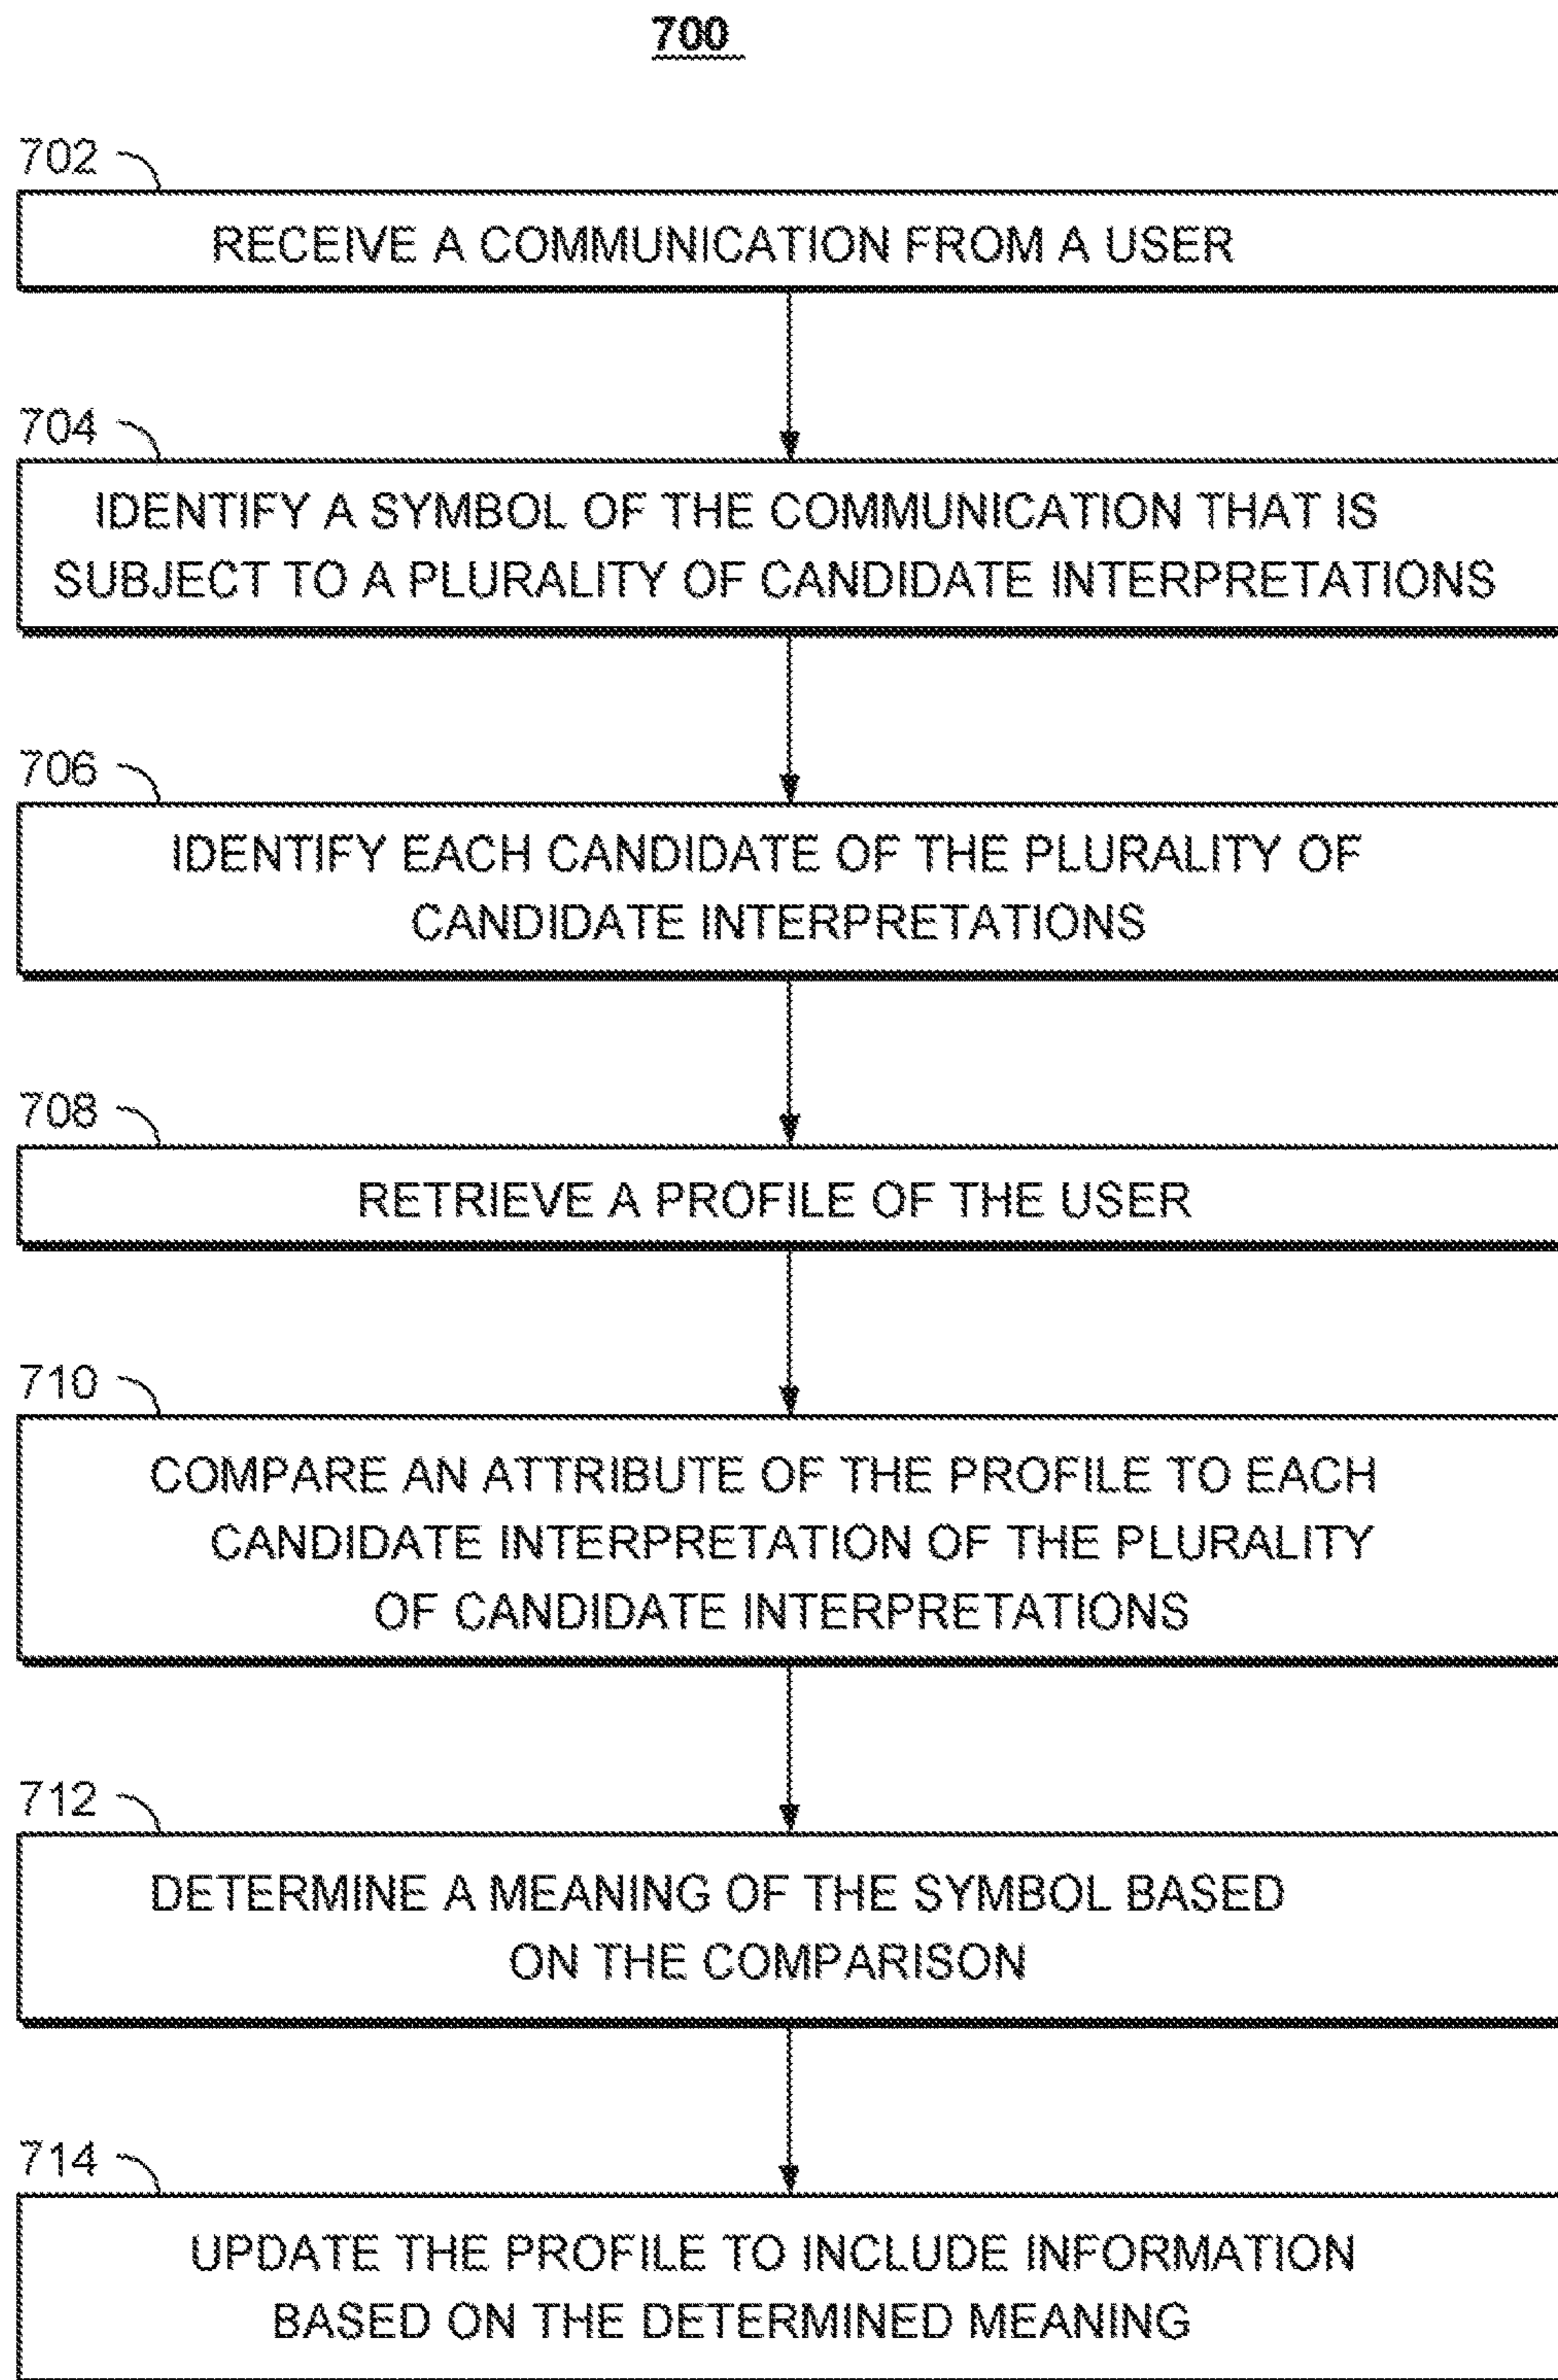 700
702
RECEIVE A COMMUNICATION FROM A USER
704
IDENTIFY A SYMBOL OF THE COMMUNICATION THAT IS
SUBJECT TO A PLURALITY OF CANDIDATE INTERPRETATIONS
706
IDENTIFY EACH CANDIDATE OF THE PLURALITY OF
CANDIDATE INTERPRETATIONS
708
RETRIEVE A PROFILE OF THE USER
710
COMPARE AN ATTRIBUTE OF THE PROFILE TO EACH
CANDIDATE INTERPRETATION OF THE PLURALITY
OF CANDIDATE INTERPRETATIONS
712
DETERMINE A MEANING OF THE SYMBOL BASED
ON THE COMPARISON
714
UPDATE THE PROFILE TO INCLUDE INFORMATION
BASED ON THE DETERMINED MEANING